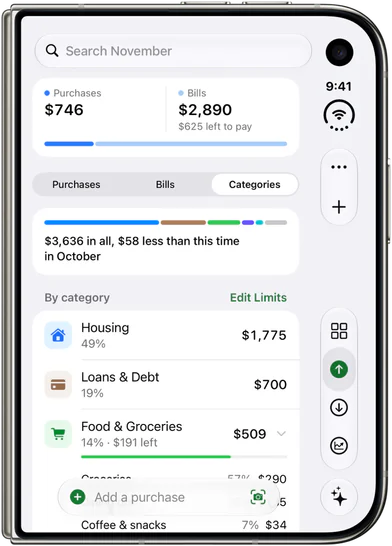 Search November
9:41
Purchases
$746
Bills
$2,890
$625 left to pay
Purchases Bills Categories
$3,636 in all, $58 less than this time
in October
By category Edit Limits
Housing
49%
$1,775
Loans & Debt
19%
$700
Food & Groceries
14% · $191 left
$509
Groceries 57% $290
Add a purchase
Coffee & snacks 7% $34